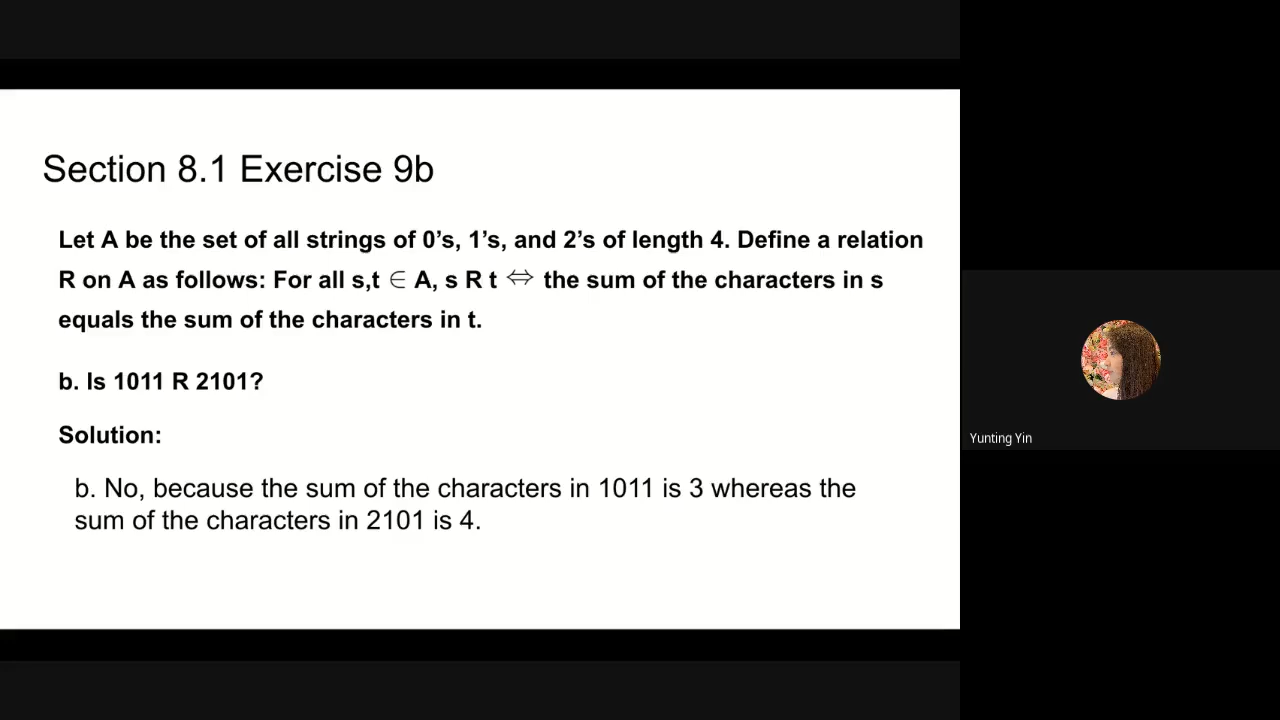 Section 8.1 Exercise 9b
Let A be the set of all strings of 0’s, 1’s, and 2’s of length 4. Define a relation
R on A as follows: For all s,t ∈ A, s R t ⇔ the sum of the characters in s
equals the sum of the characters in t.
b. Is 1011 R 2101?
Solution:
b. No, because the sum of the characters in 1011 is 3 whereas the
sum of the characters in 2101 is 4.
Yunting Yin